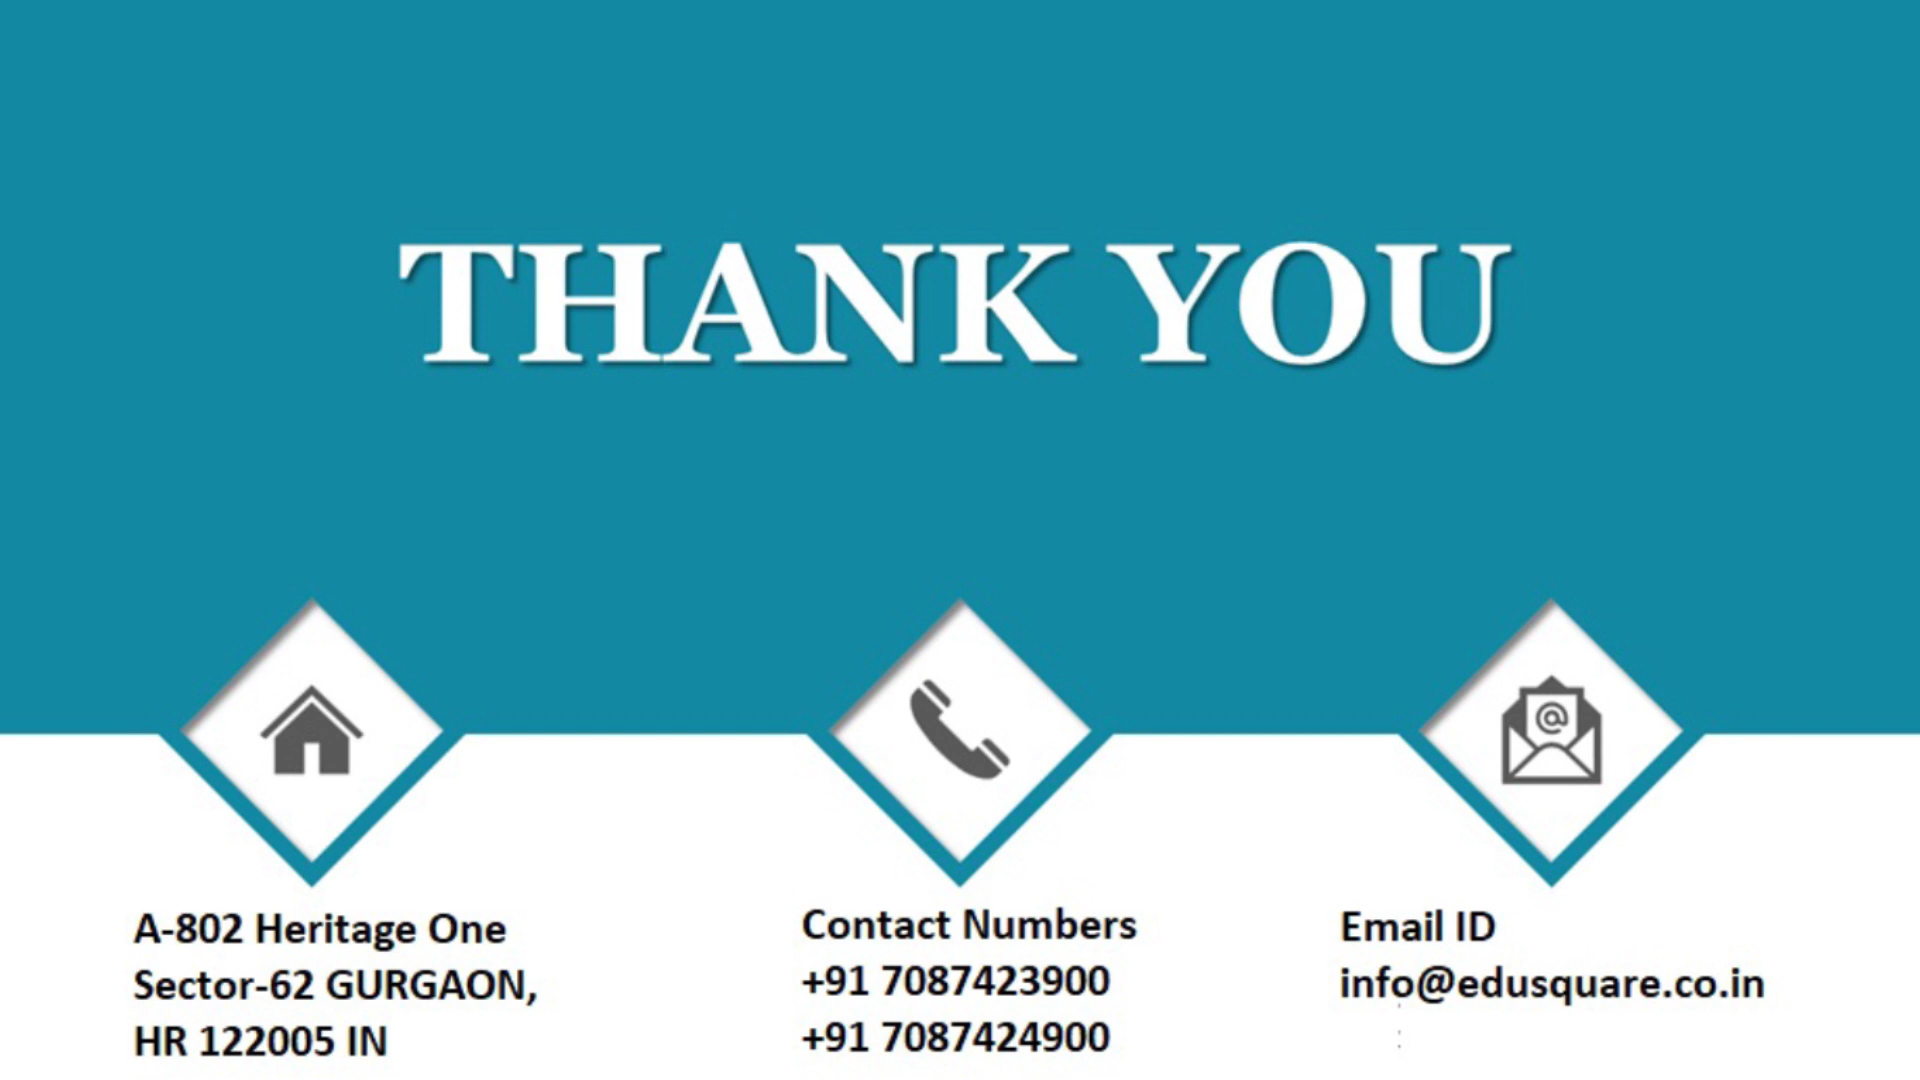 THANK YOU
A-802 Heritage One
Sector-62 GURGAON,
HR 122005 IN
Contact Numbers
+91 7087423900
+91 7087424900
Email ID
info@edusquare.co.in